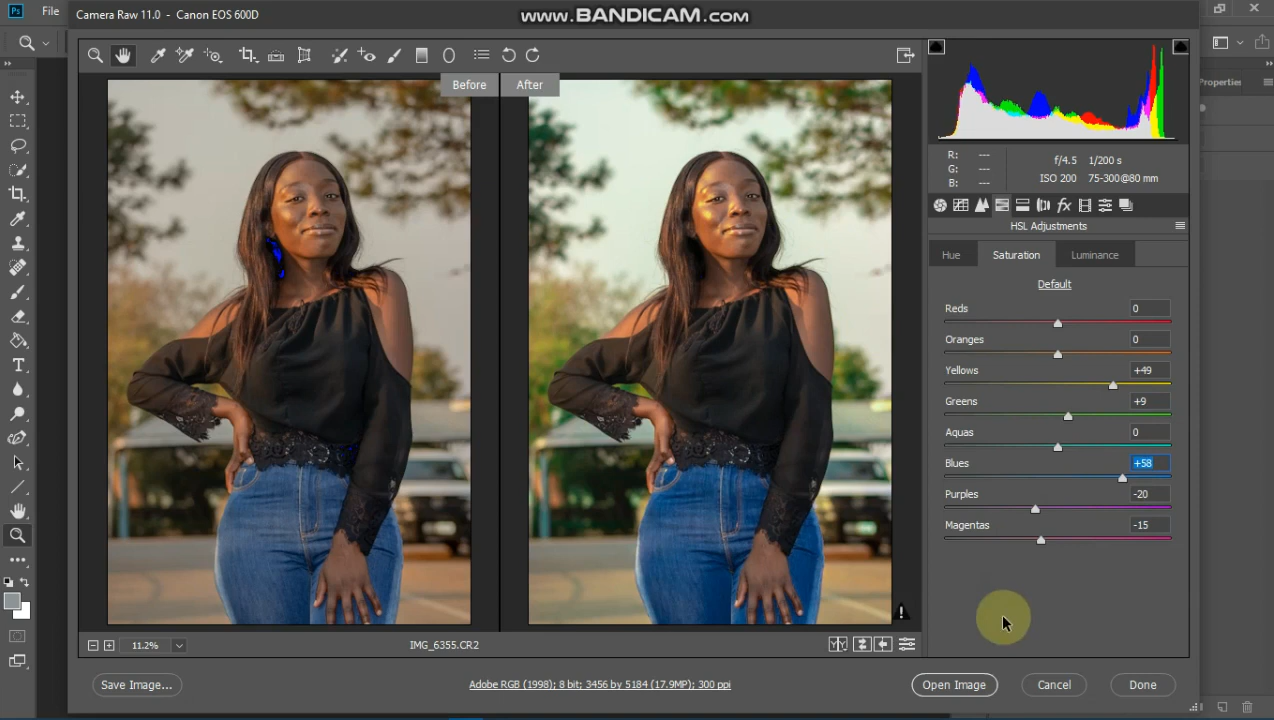 Ps
File
Camera Raw 11.0 - Canon EOS 600D
www.BANDICAM.com
Before
After
R: ---
G: ---
B: ---
f/4.5 1/200 s
ISO 200 75-300@80 mm
Properties
fx
HSL Adjustments
Hue Saturation Luminance
Default
Reds 0
Oranges 0
Yellows +49
Greens +9
Aquas 0
Blues +58
Purples -20
Magentas -15
T
11.2%
IMG_6355.CR2
Y Y
Save Image...
Adobe RGB (1998); 8 bit; 3456 by 5184 (17.9MP); 300 ppi
Open Image
Cancel
Done